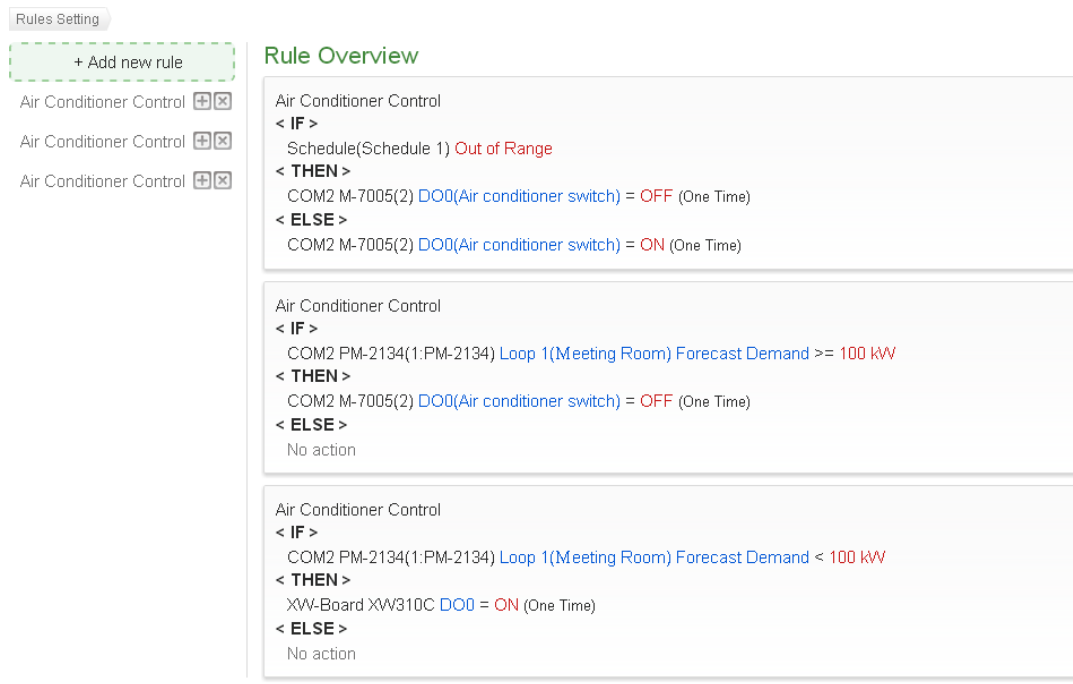 Rules Setting
+ Add new rule
Air Conditioner Control
Air Conditioner Control
Air Conditioner Control
Rule Overview
Air Conditioner Control
< IF >
Schedule(Schedule 1) Out of Range
< THEN >
COM2 M-7005(2) DO0(Air conditioner switch) = OFF (One Time)
< ELSE >
COM2 M-7005(2) DO0(Air conditioner switch) = ON (One Time)
Air Conditioner Control
< IF >
COM2 PM-2134(1:PM-2134) Loop 1(Meeting Room) Forecast Demand >= 100 kW
< THEN >
COM2 M-7005(2) DO0(Air conditioner switch) = OFF (One Time)
< ELSE >
No action
Air Conditioner Control
< IF >
COM2 PM-2134(1:PM-2134) Loop 1(Meeting Room) Forecast Demand < 100 kW
< THEN >
XW-Board XW310C DO0 = ON (One Time)
< ELSE >
No action